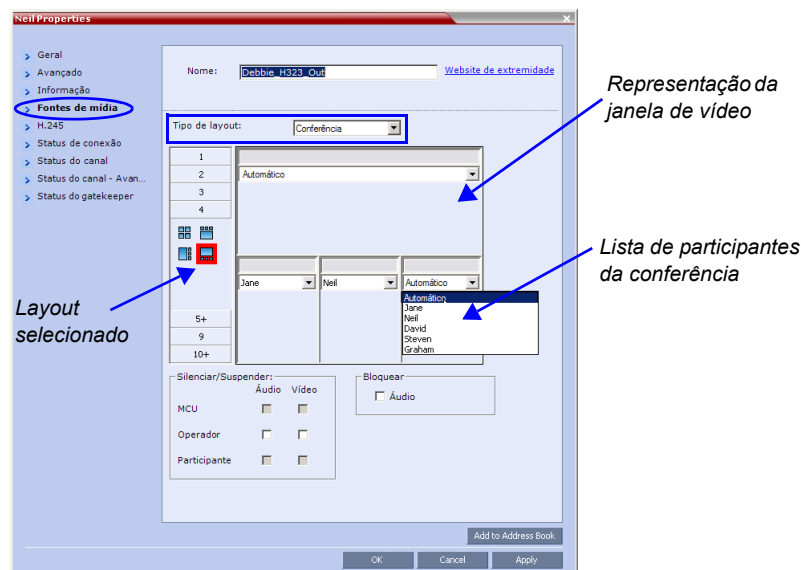 Neil Properties
Geral
Avançado
Informação
Fontes de mídia
H.245
Status de conexão
Status do canal
Status do canal - Avan...
Status do gatekeeper
Nome: Debbie_H323_Out Website de extremidade
Tipo de layout: Conferência
1
2
3
4
5+
9
10+
Automático
Jane Neil Automático
Automático
Jane
Neil
David
Steven
Graham
Silenciar/Suspender:
Áudio Vídeo
MCU
Operador
Participante
Bloquear
Áudio
Add to Address Book
OK Cancel Apply
Representação da
janela de vídeo
Lista de participantes
da conferência
Layout
selecionado